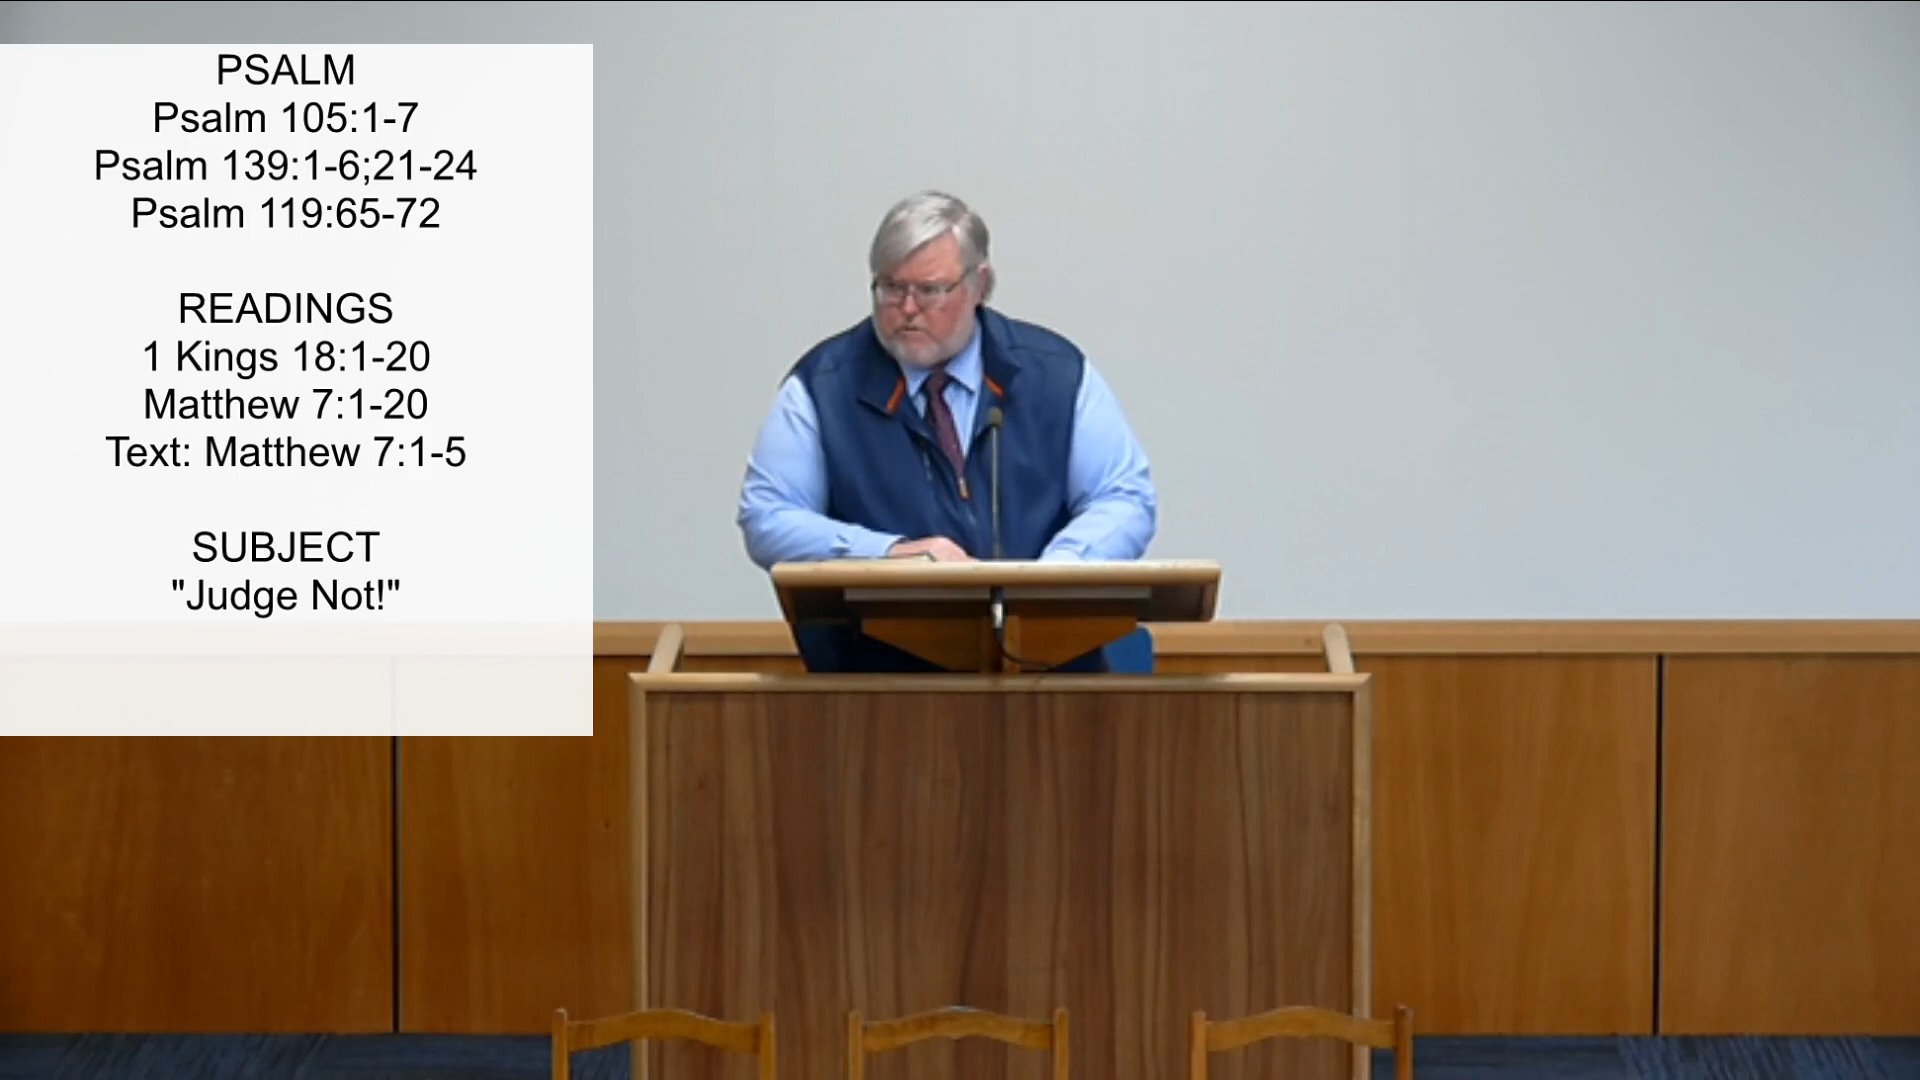 PSALM
Psalm 105:1-7
Psalm 139:1-6;21-24
Psalm 119:65-72
READINGS
1 Kings 18:1-20
Matthew 7:1-20
Text: Matthew 7:1-5
SUBJECT
"Judge Not!"